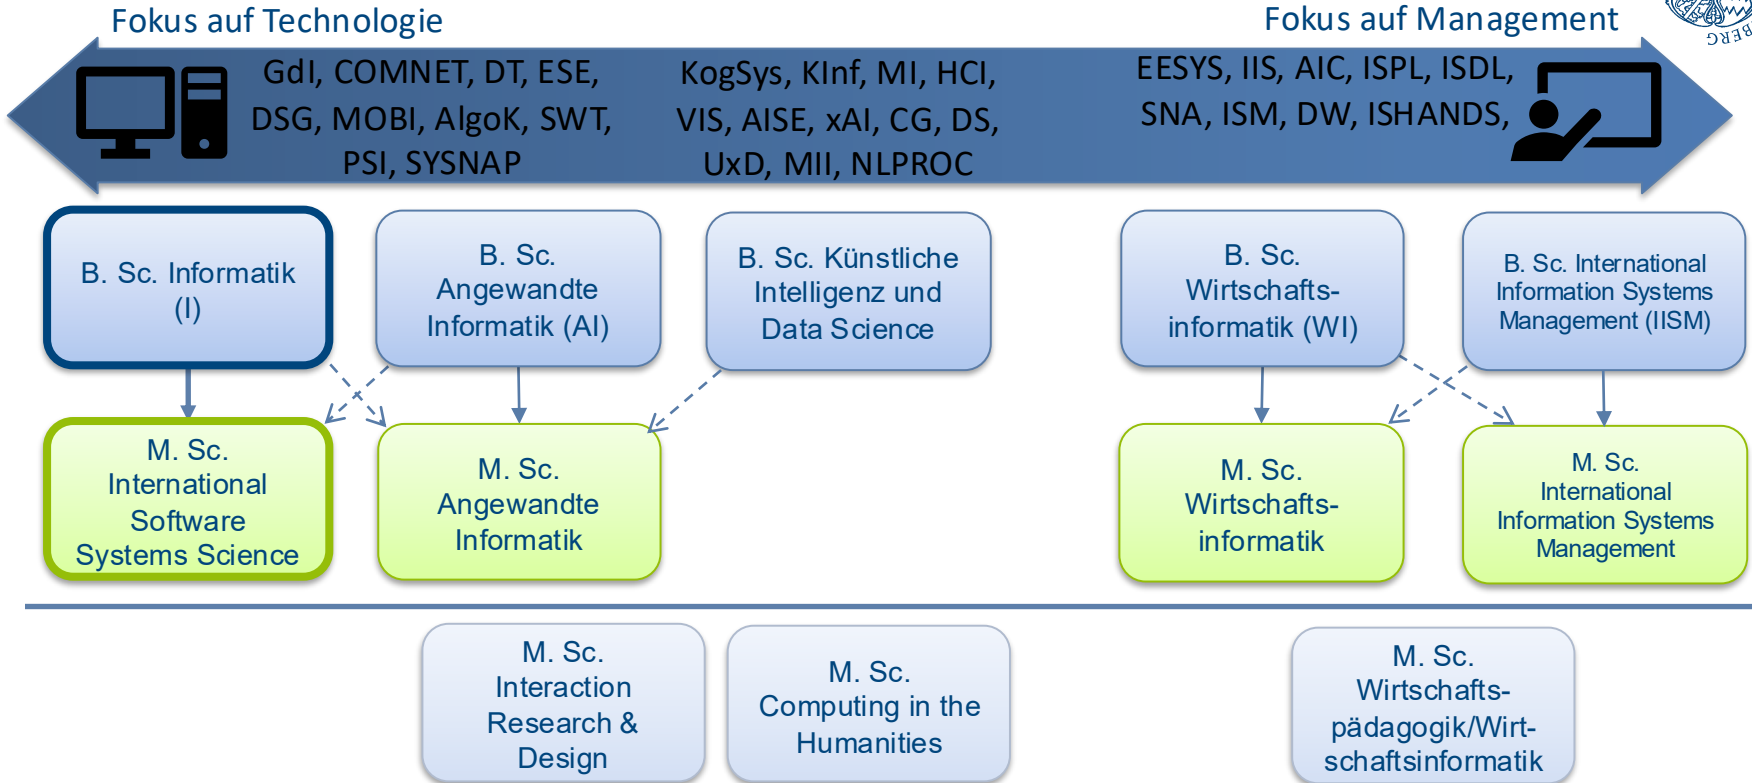 Fokus auf Technologie
Fokus auf Management
BERG
GdI, COMNET, DT, ESE,
DSG, MOBI, AlgoK, SWT,
PSI, SYSNAP
KogSys, KInf, MI, HCI,
VIS, AISE, xAI, CG, DS,
UxD, MII, NLPROC
EESYS, IIS, AIC, ISPL, ISDL,
SNA, ISM, DW, ISHANDS,
B. Sc. Informatik
(I)
B. Sc.
Angewandte
Informatik (AI)
B. Sc. Künstliche
Intelligenz und
Data Science
B. Sc.
Wirtschafts-
informatik (WI)
B. Sc. International
Information Systems
Management (IISM)
M. Sc.
International
Software
Systems Science
M. Sc.
Angewandte
Informatik
M. Sc.
Wirtschafts-
informatik
M. Sc.
International
Information Systems
Management
M. Sc.
Interaction
Research &
Design
M. Sc.
Computing in the
Humanities
M. Sc.
Wirtschafts-
pädagogik/Wirt-
schaftsinformatik